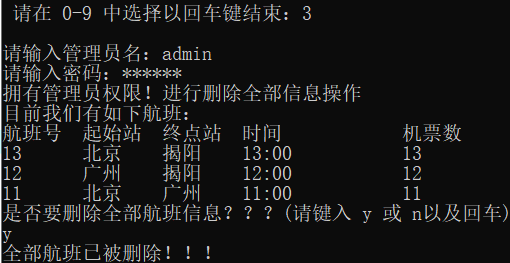 请在 0-9 中选择以回车键结束：3
请输入管理员名：admin
请输入密码：******
拥有管理员权限！进行删除全部信息操作
目前我们有如下航班：
航班号 起始站 终点站 时间 机票数
13 北京 揭阳 13:00 13
12 广州 揭阳 12:00 12
11 北京 广州 11:00 11
是否要删除全部航班信息？？？(请键入 y 或 n以及回车)
y
全部航班已被删除！！！